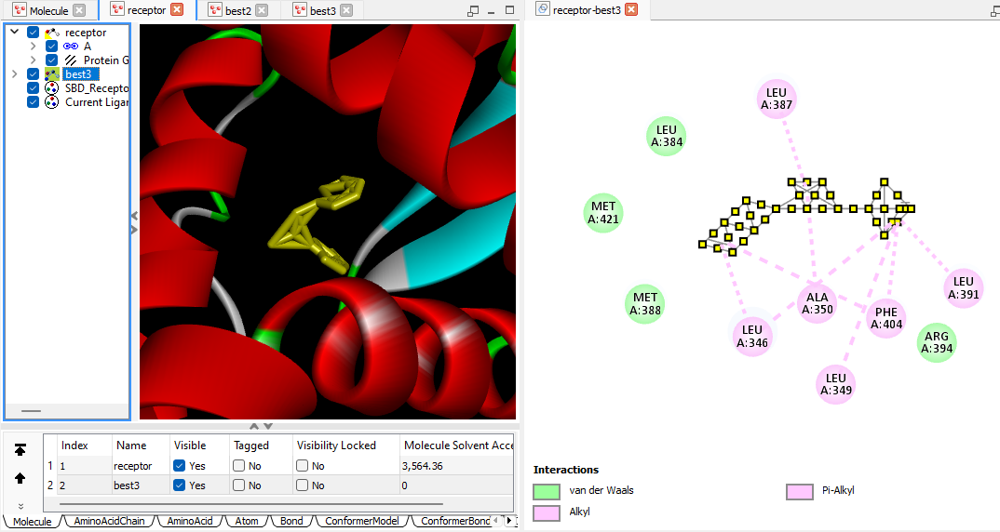 Molecule
receptor
best2
best3
receptor-best3
receptor
A
Protein G
best3
SBD_Recepto
Current Ligar
LEU
A:387
LEU
A:384
MET
A:421
MET
A:388
LEU
A:391
ALA
A:350
PHE
A:404
LEU
A:346
ARG
A:394
LEU
A:349
Interactions
van der Waals
Pi-Alkyl
Alkyl
Index Name Visible Tagged Visibility Locked Molecule Solvent Acce
1 1 receptor Yes No No 3,564.36
2 2 best3 Yes No No 0
Molecule AminoAcidChain AminoAcid Atom Bond ConformerModel ConformerBond